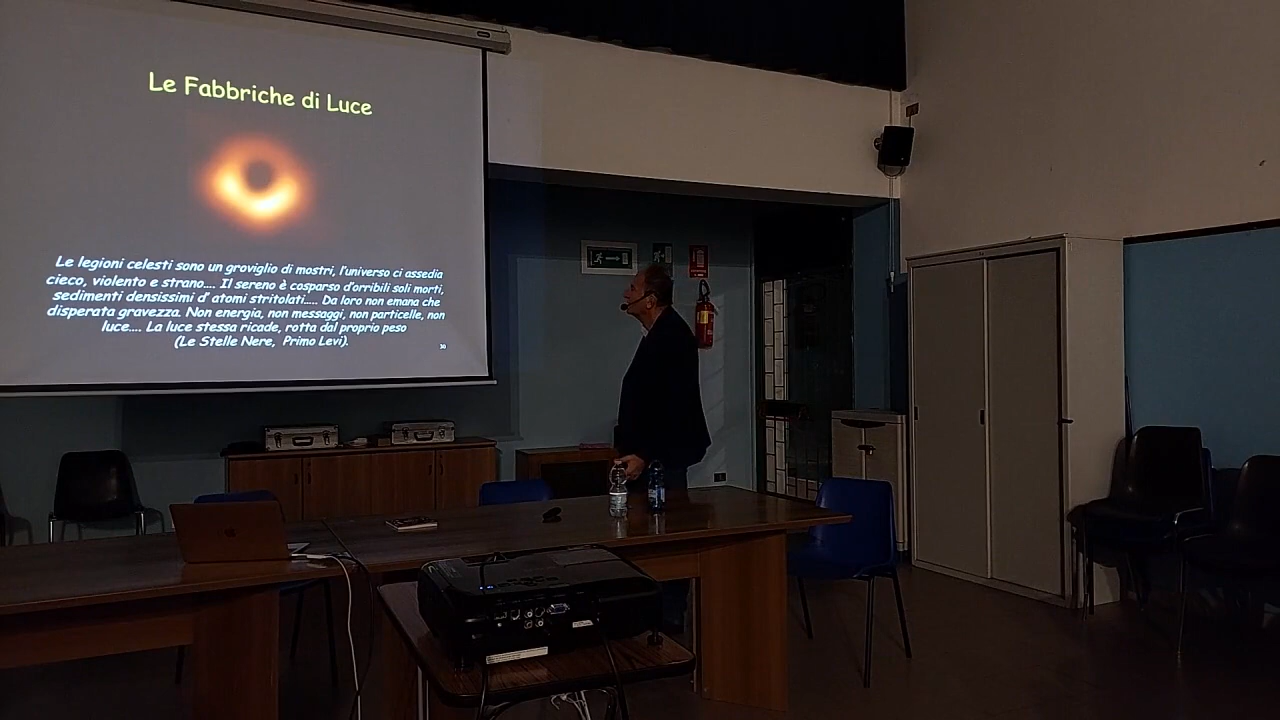 Le Fabbriche di Luce
Le legioni celesti sono un groviglio di mostri, l'universo ci assedia
cieco, violento e strano.... Il sereno è cosparso d'orribili soli morti,
sedimenti densissimi d' atomi stritolati..... Da loro non emana che
disperata gravezza. Non energia, non messaggi, non particelle, non
luce.... La luce stessa ricade, rotta dal proprio peso
(Le Stelle Nere, Primo Levi).
30